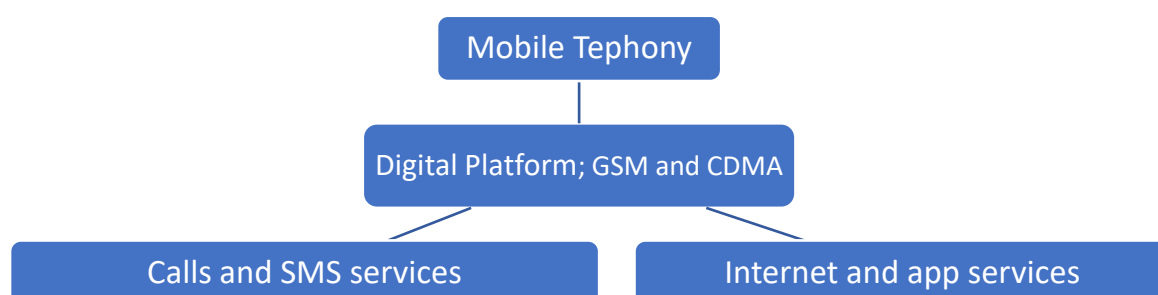 Mobile Tephony
Digital Platform; GSM and CDMA
Calls and SMS services
Internet and app services